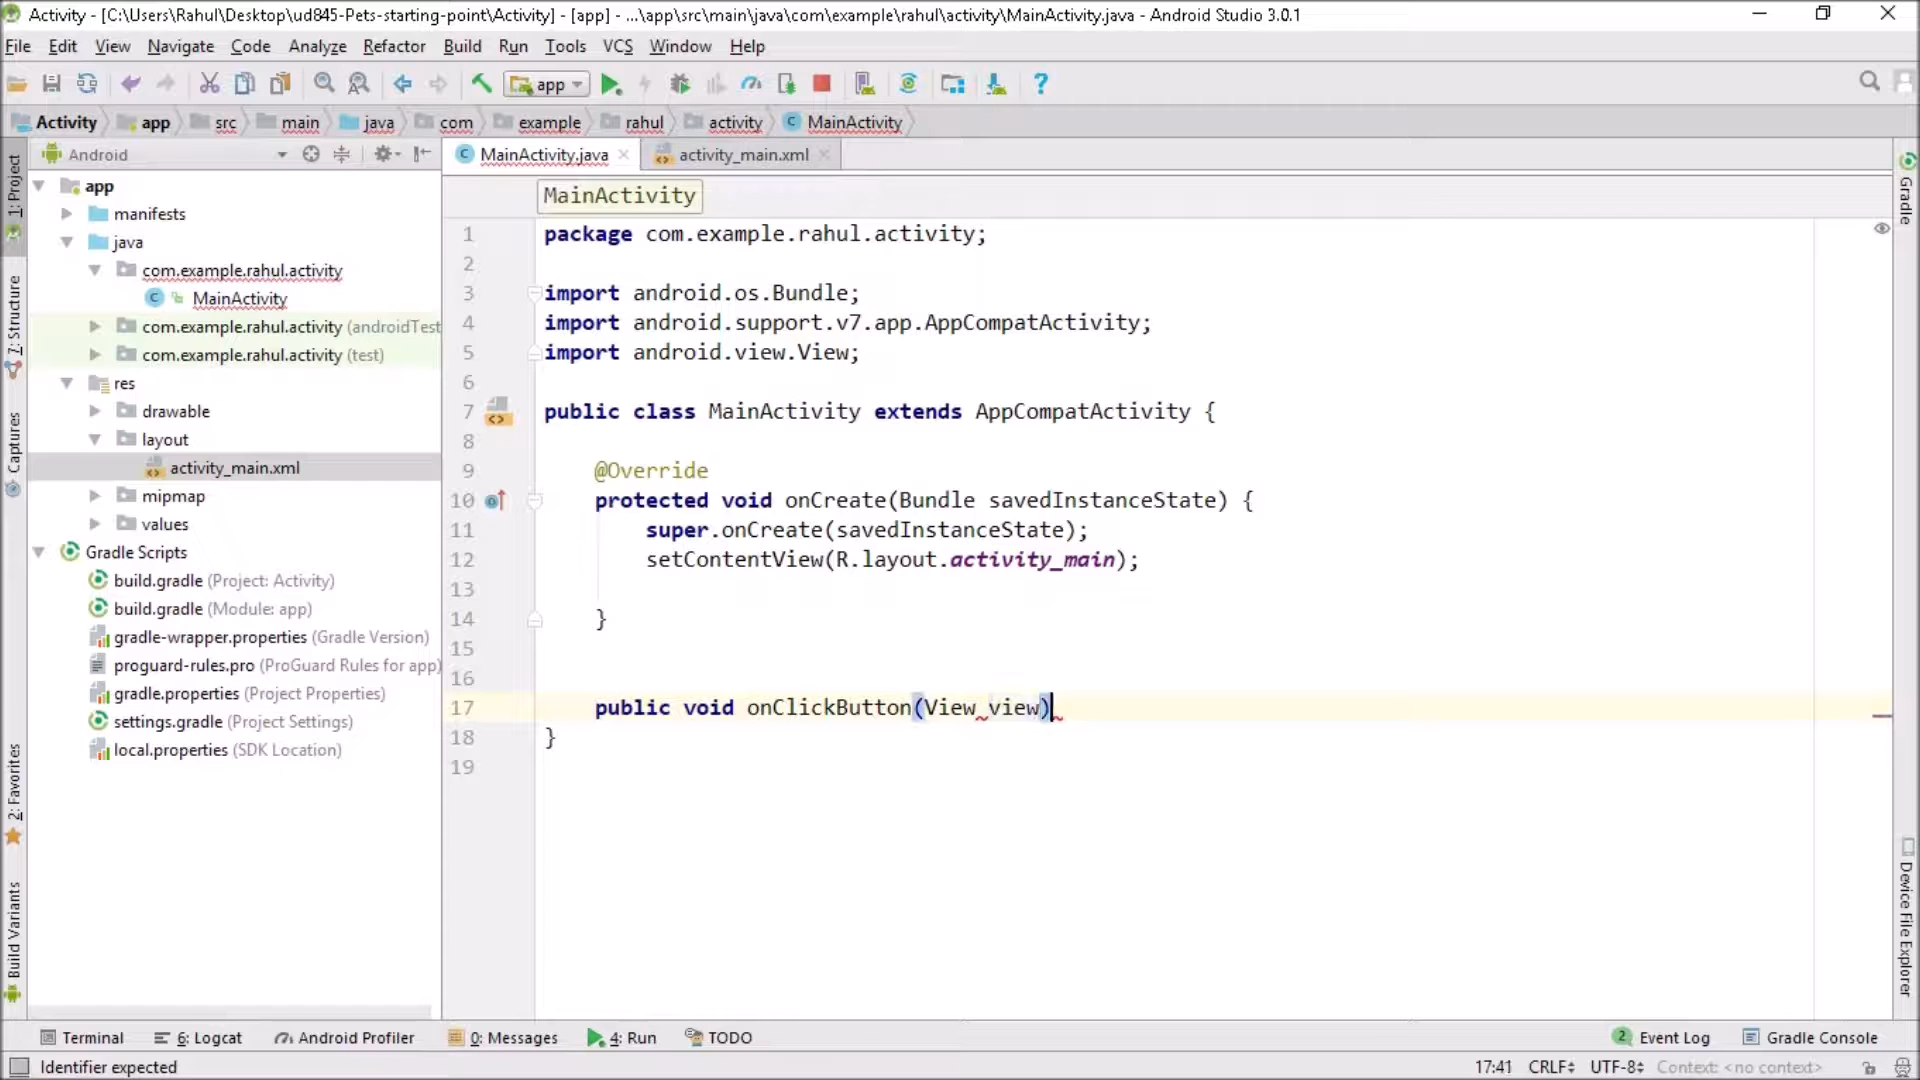 Activity - [C:\Users\Rahul\Desktop\ud845-Pets-starting-point\Activity] - [app] - ...\app\src\main\java\com\example\rahul\activity\MainActivity.java - Android Studio 3.0.1
File Edit View Navigate Code Analyze Refactor Build Run Tools VCS Window Help
app
Activity app src main java com example rahul activity MainActivity
Android
MainActivity.java
activity_main.xml
1: Project
Z: Structure
Captures
2: Favorites
Build Variants
app
manifests
java
com.example.rahul.activity
MainActivity
com.example.rahul.activity (androidTest
com.example.rahul.activity (test)
res
drawable
layout
activity_main.xml
mipmap
values
Gradle Scripts
build.gradle (Project: Activity)
build.gradle (Module: app)
gradle-wrapper.properties (Gradle Version)
proguard-rules.pro (ProGuard Rules for app)
gradle.properties (Project Properties)
settings.gradle (Project Settings)
local.properties (SDK Location)
MainActivity
1 package com.example.rahul.activity;
2
3 import android.os.Bundle;
4 import android.support.v7.app.AppCompatActivity;
5 import android.view.View;
6
7 public class MainActivity extends AppCompatActivity {
8
9 @Override
10 protected void onCreate(Bundle savedInstanceState) {
11 super.onCreate(savedInstanceState);
12 setContentView(R.layout.activity_main);
13
14 }
15
16
17 public void onClickButton(View view)
18 }
19
Gradle
Device File Explorer
Terminal 6: Logcat Android Profiler 0: Messages 4: Run TODO 2 Event Log Gradle Console
Identifier expected 17:41 CRLF UTF-8 Context: <no context>